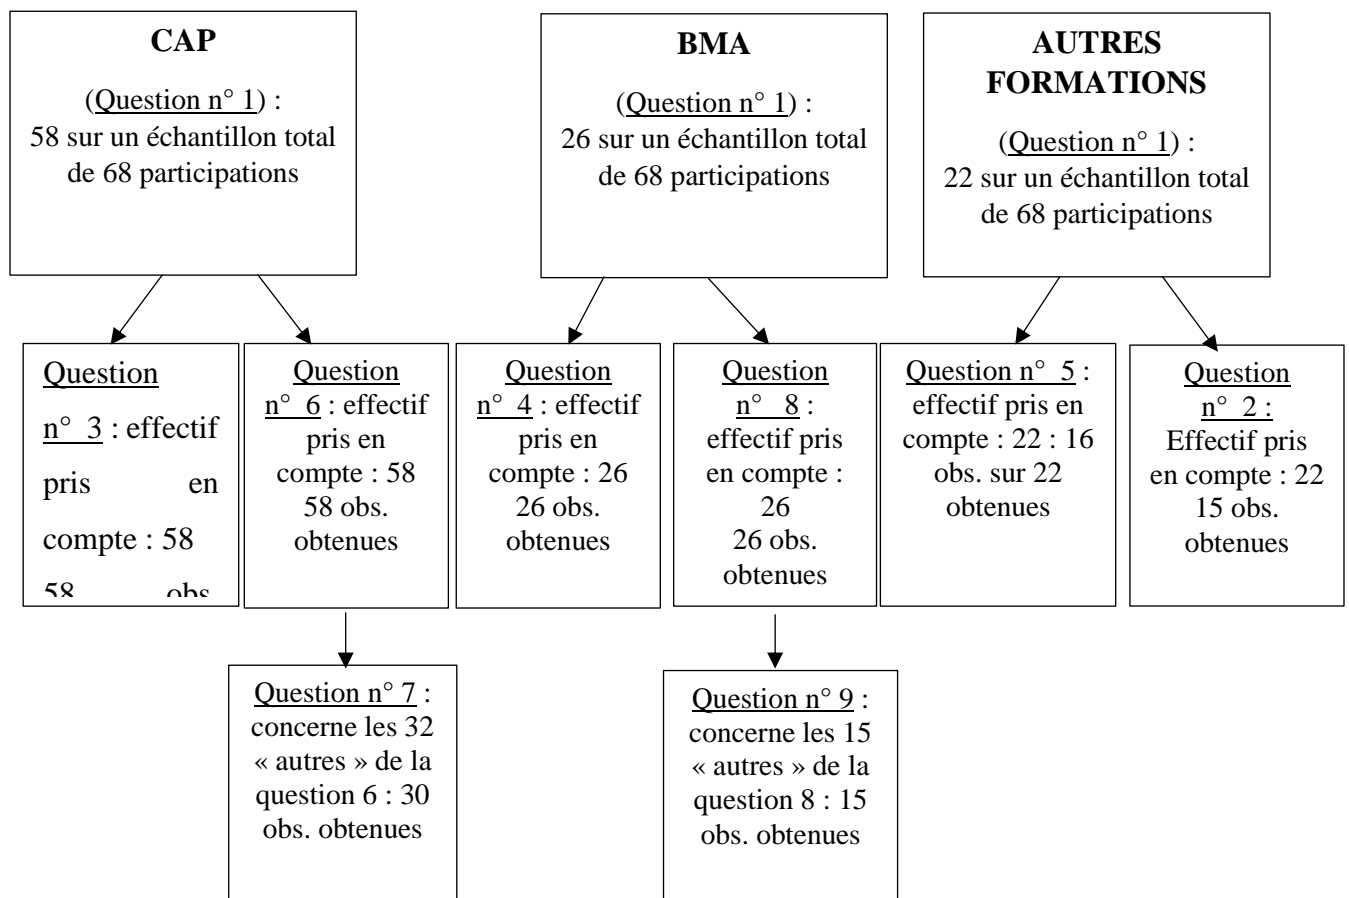 CAP
(Question n° 1) :
58 sur un échantillon total
de 68 participations
BMA
(Question n° 1) :
26 sur un échantillon total
de 68 participations
AUTRES
FORMATIONS
(Question n° 1) :
22 sur un échantillon total
de 68 participations
Question
n° 3 : effectif
pris en
compte : 58
58 obs.
Question
n° 6 : effectif
pris en
compte : 58
58 obs.
obtenues
Question
n° 4 : effectif
pris en
compte : 26
26 obs.
obtenues
Question
n° 8 :
effectif pris
en compte :
26
26 obs.
obtenues
Question n° 5 :
effectif pris en
compte : 22 : 16
obs. sur 22
obtenues
Question
n° 2 :
Effectif pris
en compte : 22
15 obs.
obtenues
Question n° 7 :
concerne les 32
« autres » de la
question 6 : 30
obs. obtenues
Question n° 9 :
concerne les 15
« autres » de la
question 8 : 15
obs. obtenues